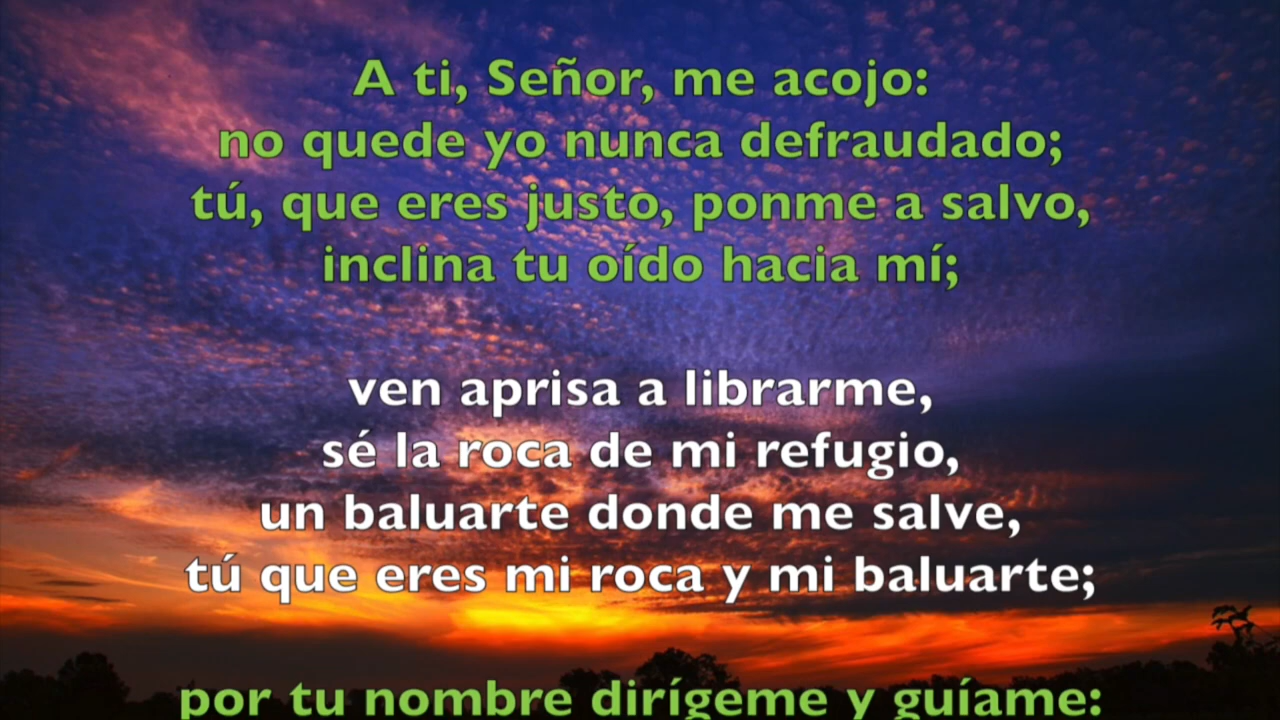 A ti, Señor, me acojo:
no quede yo nunca defraudado;
tú, que eres justo, ponme a salvo,
inclina tu oído hacia mí;
ven aprisa a librarme,
sé la roca de mi refugio,
un baluarte donde me salve,
tú que eres mi roca y mi baluarte;
por tu nombre dirígeme y guíame: